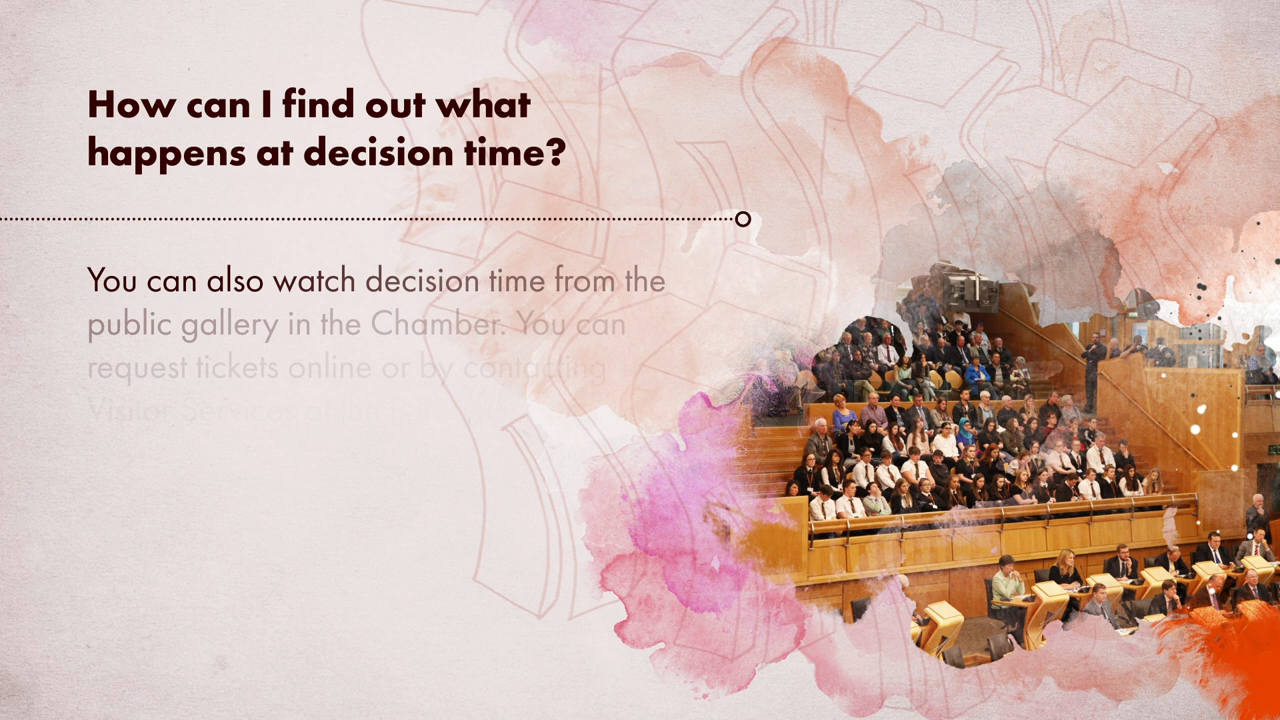 How can I find out what
happens at decision time?
You can also watch decision time from the
public gallery in the Chamber. You can
request tickets online or by contacting
Visitor